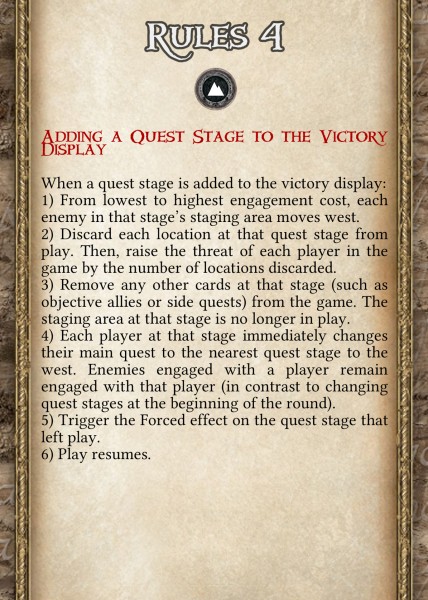 Rules 4
Adding a Quest Stage to the Victory
Display
When a quest stage is added to the victory display:
1) From lowest to highest engagement cost, each
enemy in that stage's staging area moves west.
2) Discard each location at that quest stage from
play. Then, raise the threat of each player in the
game by the number of locations discarded.
3) Remove any other cards at that stage (such as
objective allies or side quests) from the game. The
staging area at that stage is no longer in play.
4) Each player at that stage immediately changes
their main quest to the nearest quest stage to the
west. Enemies engaged with a player remain
engaged with that player (in contrast to changing
quest stages at the beginning of the round).
5) Trigger the Forced effect on the quest stage that
left play.
6) Play resumes.